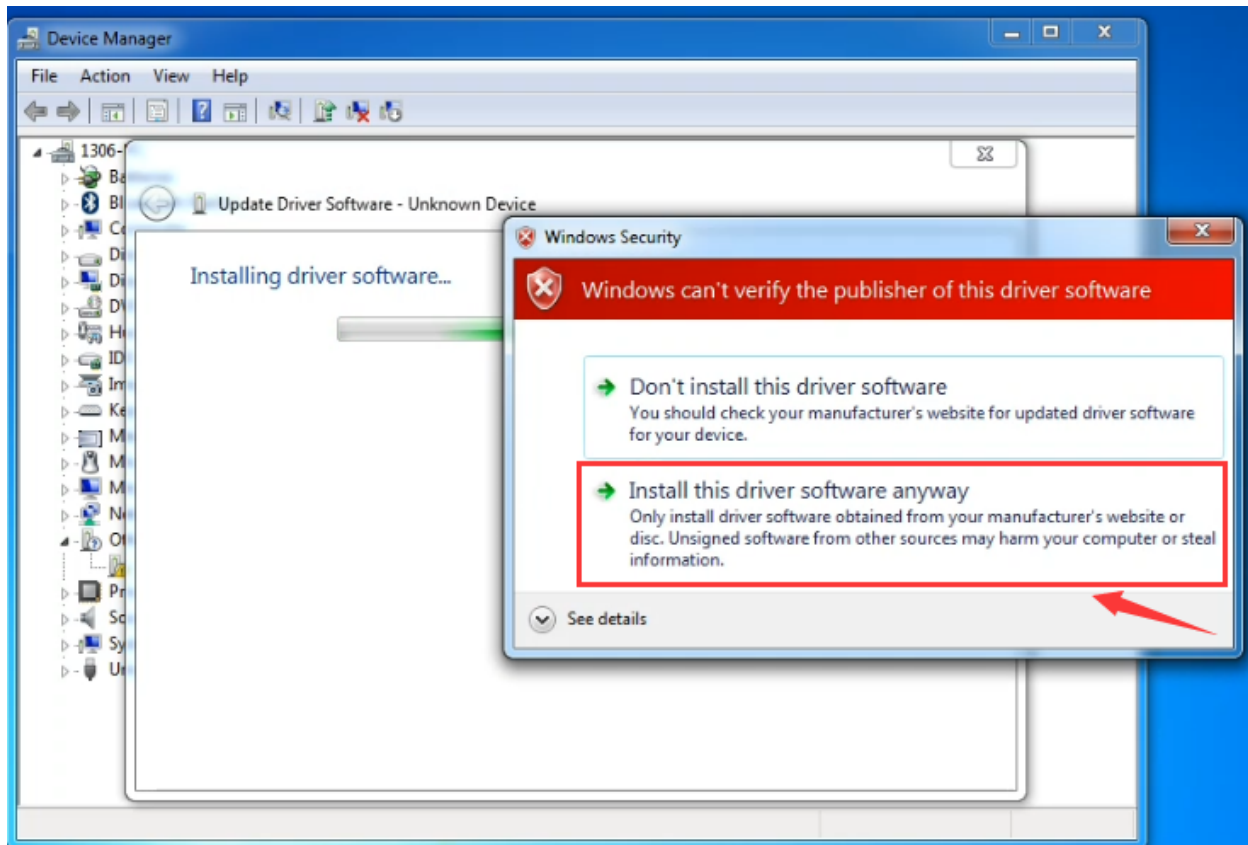 Device Manager
File Action View Help
1306-
Update Driver Software - Unknown Device
Installing driver software...
Windows Security
Windows can't verify the publisher of this driver software
Don't install this driver software
You should check your manufacturer's website for updated driver software
for your device.
Install this driver software anyway
Only install driver software obtained from your manufacturer's website or
disc. Unsigned software from other sources may harm your computer or steal
information.
See details